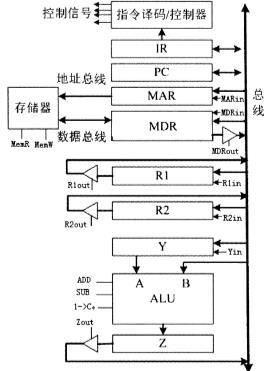 控制信号
指令译码/控制器
IR
PC
地址总线
MAR
MARin
总线
存储器
MDRin
MDR
数据总线
MemR
MemW
MDRout
R1
R1out
R1in
R2
R2out
R2in
Y
Yin
A
B
ADD
SUB
ALU
1->C₀
Zout
Z